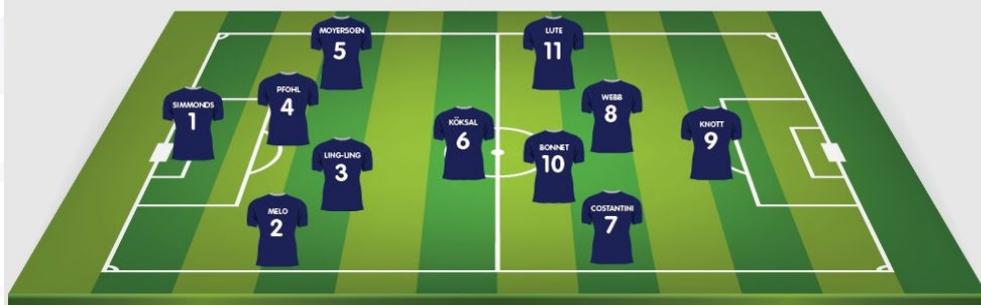 MOYERSOEN
5
LUTE
11
SIMMONDS
1
PFOHL
4
WEBB
8
KÖKSAL
6
KNOTT
9
LING-LING
3
BONNET
10
MELO
2
COSTANTINI
7